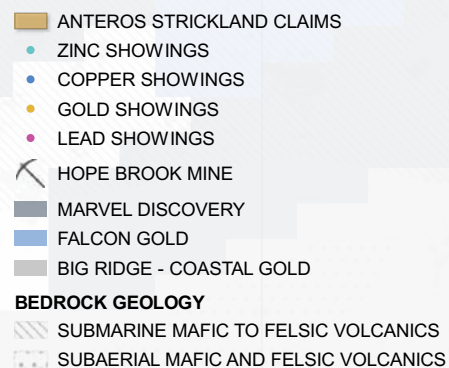 ANTEROS STRICKLAND CLAIMS
ZINC SHOWINGS
COPPER SHOWINGS
GOLD SHOWINGS
LEAD SHOWINGS
HOPE BROOK MINE
MARVEL DISCOVERY
FALCON GOLD
BIG RIDGE - COASTAL GOLD
BEDROCK GEOLOGY
SUBMARINE MAFIC TO FELSIC VOLCANICS
SUBAERIAL MAFIC AND FELSIC VOLCANICS